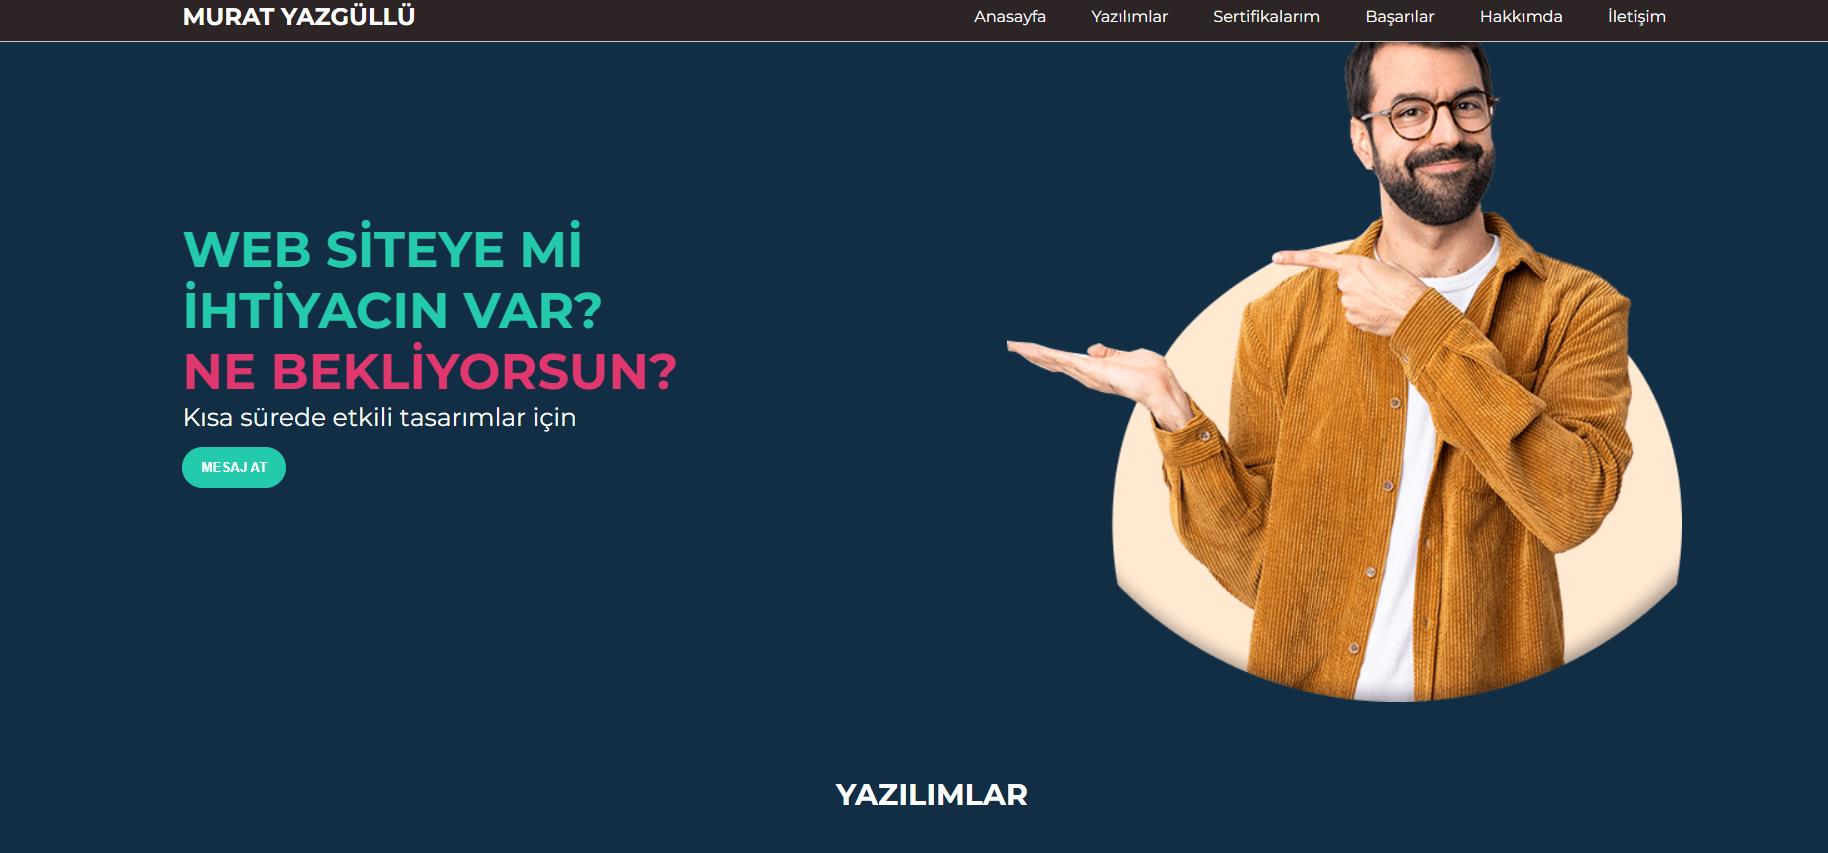 MURAT YAZGÜLLÜ
Anasayfa Yazılımlar Sertifikalarım Başarılar Hakkımda İletişim
WEB SİTEYE Mİ
İHTİYACIN VAR?
NE BEKLİYORSUN?
Kısa sürede etkili tasarımlar için
MESAJ AT
YAZILIMLAR